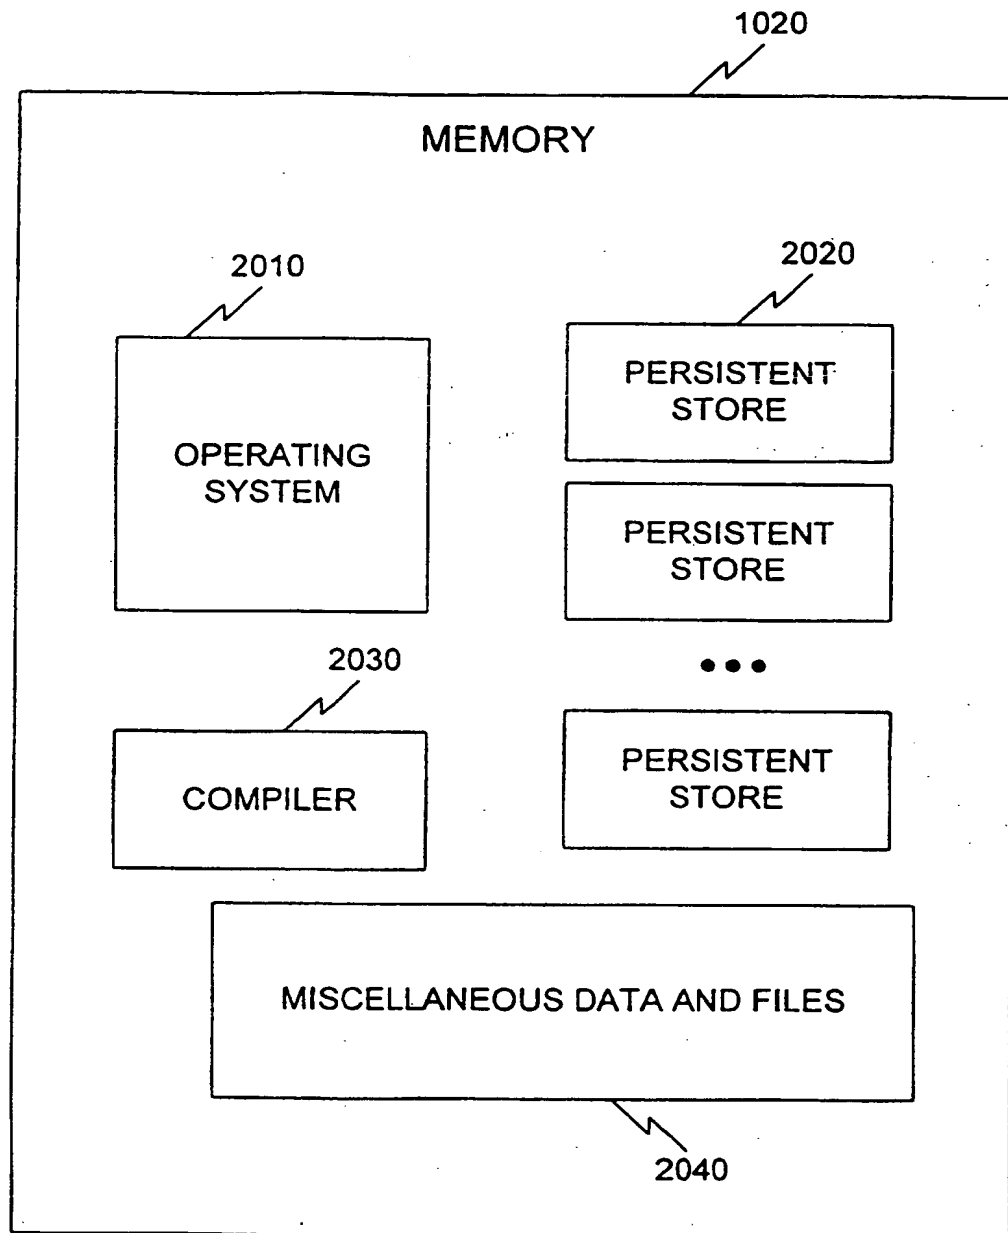 1020
MEMORY
2010
2020
OPERATING
SYSTEM
PERSISTENT
STORE
PERSISTENT
STORE
2030
COMPILER
PERSISTENT
STORE
MISCELLANEOUS DATA AND FILES
2040